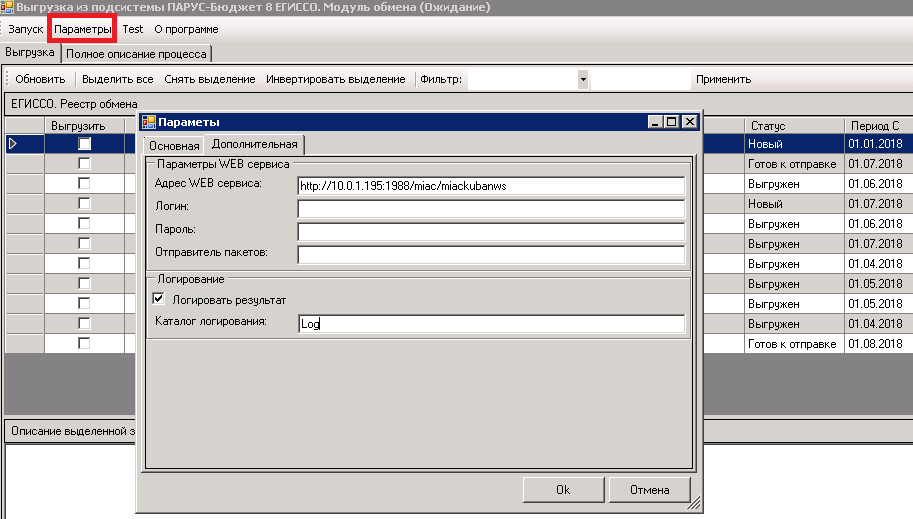 Выгрузка из подсистемы ПАРУС-Бюджет 8 ЕГИССО. Модуль обмена (Ожидание)
Запуск Параметры Test О программе
Выгрузка Полное описание процесса
Обновить Выделить все Снять выделение Инвертировать выделение Фильтр: Применить
ЕГИССО. Реестр обмена
Выгрузить Статус Период С
Параметы
Основная Дополнительная
Параметры WEB сервиса
Адрес WEB сервиса: http://10.0.1.195:1988/miac/miackubanws
Логин:
Пароль:
Отправитель пакетов:
Логирование
Логировать результат
Каталог логирования: Log
Ok Отмена
Новый 01.01.2018
Готов к отправке 01.07.2018
Выгружен 01.06.2018
Новый 01.07.2018
Выгружен 01.06.2018
Выгружен 01.07.2018
Выгружен 01.04.2018
Выгружен 01.05.2018
Выгружен 01.05.2018
Выгружен 01.04.2018
Готов к отправке 01.08.2018
Описание выделенной з